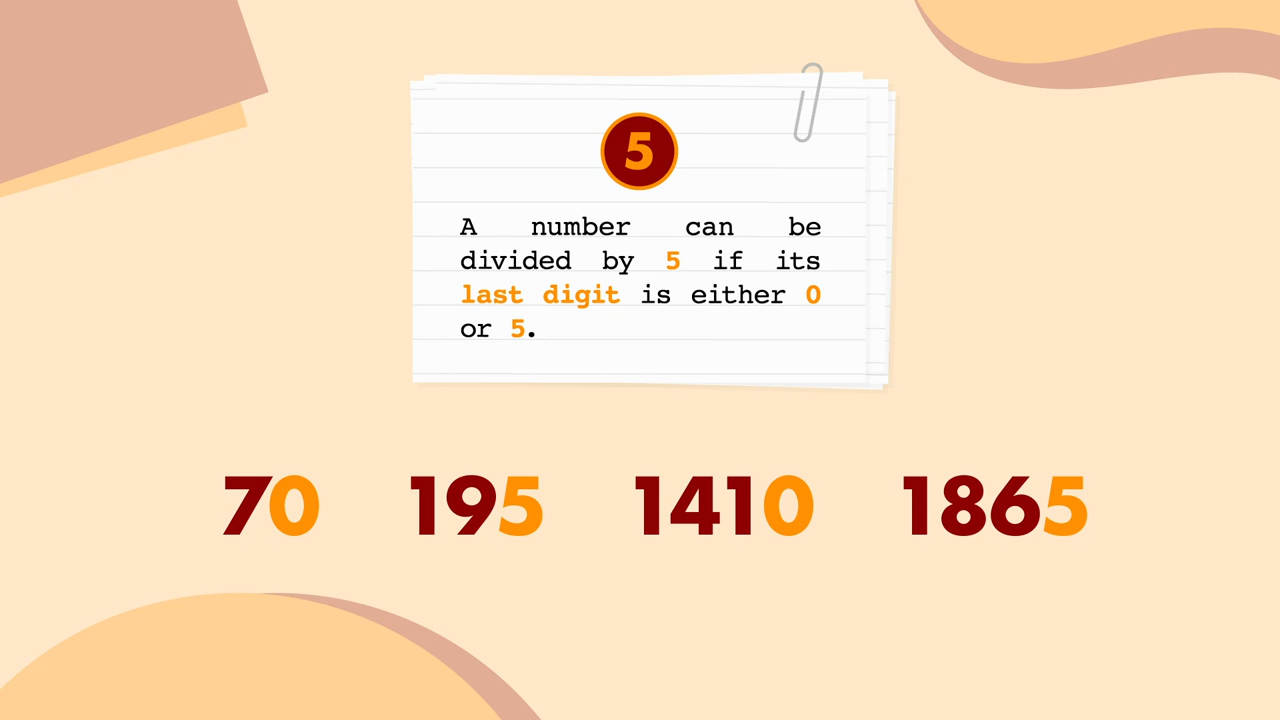 5
A number can be
divided by 5 if its
last digit is either 0
or 5.
70 195 1410 1865